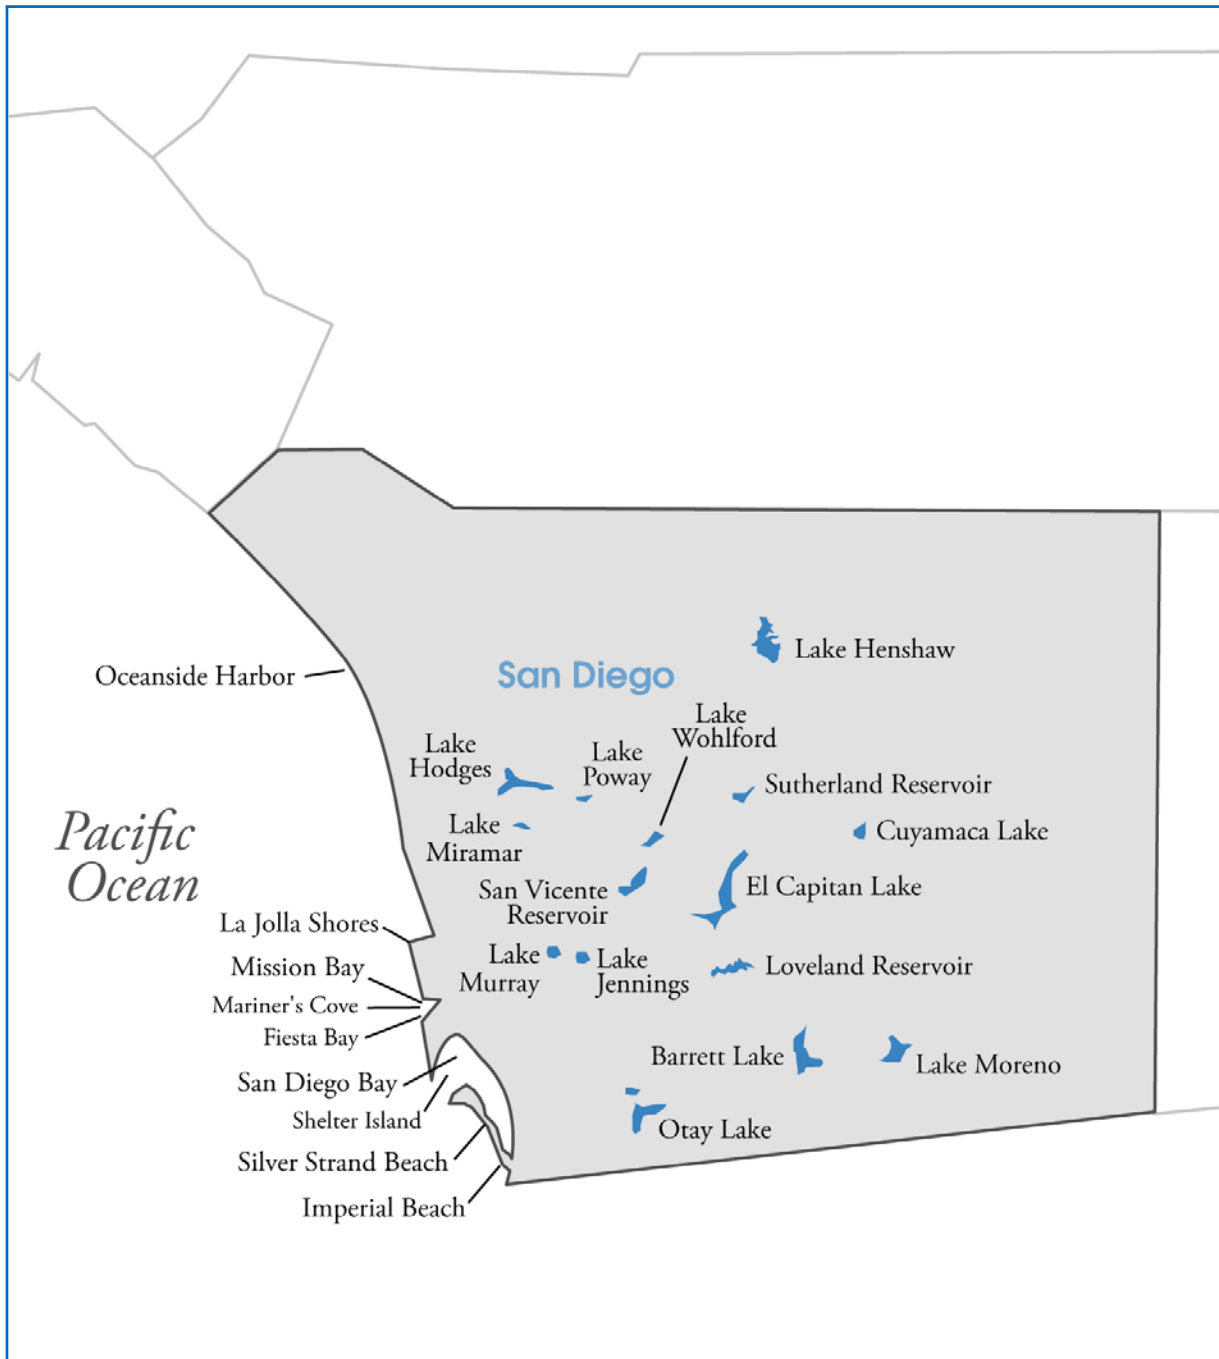 Lake Henshaw
San Diego
Oceanside Harbor
Lake
Wohlford
Lake
Hodges
Lake
Poway
Sutherland Reservoir
Pacific
Ocean
Lake
Miramar
Cuyamaca Lake
San Vicente
Reservoir
El Capitan Lake
La Jolla Shores
Lake
Murray
Lake
Jennings
Loveland Reservoir
Mission Bay
Mariner's Cove
Fiesta Bay
Barrett Lake
Lake Moreno
San Diego Bay
Shelter Island
Otay Lake
Silver Strand Beach
Imperial Beach